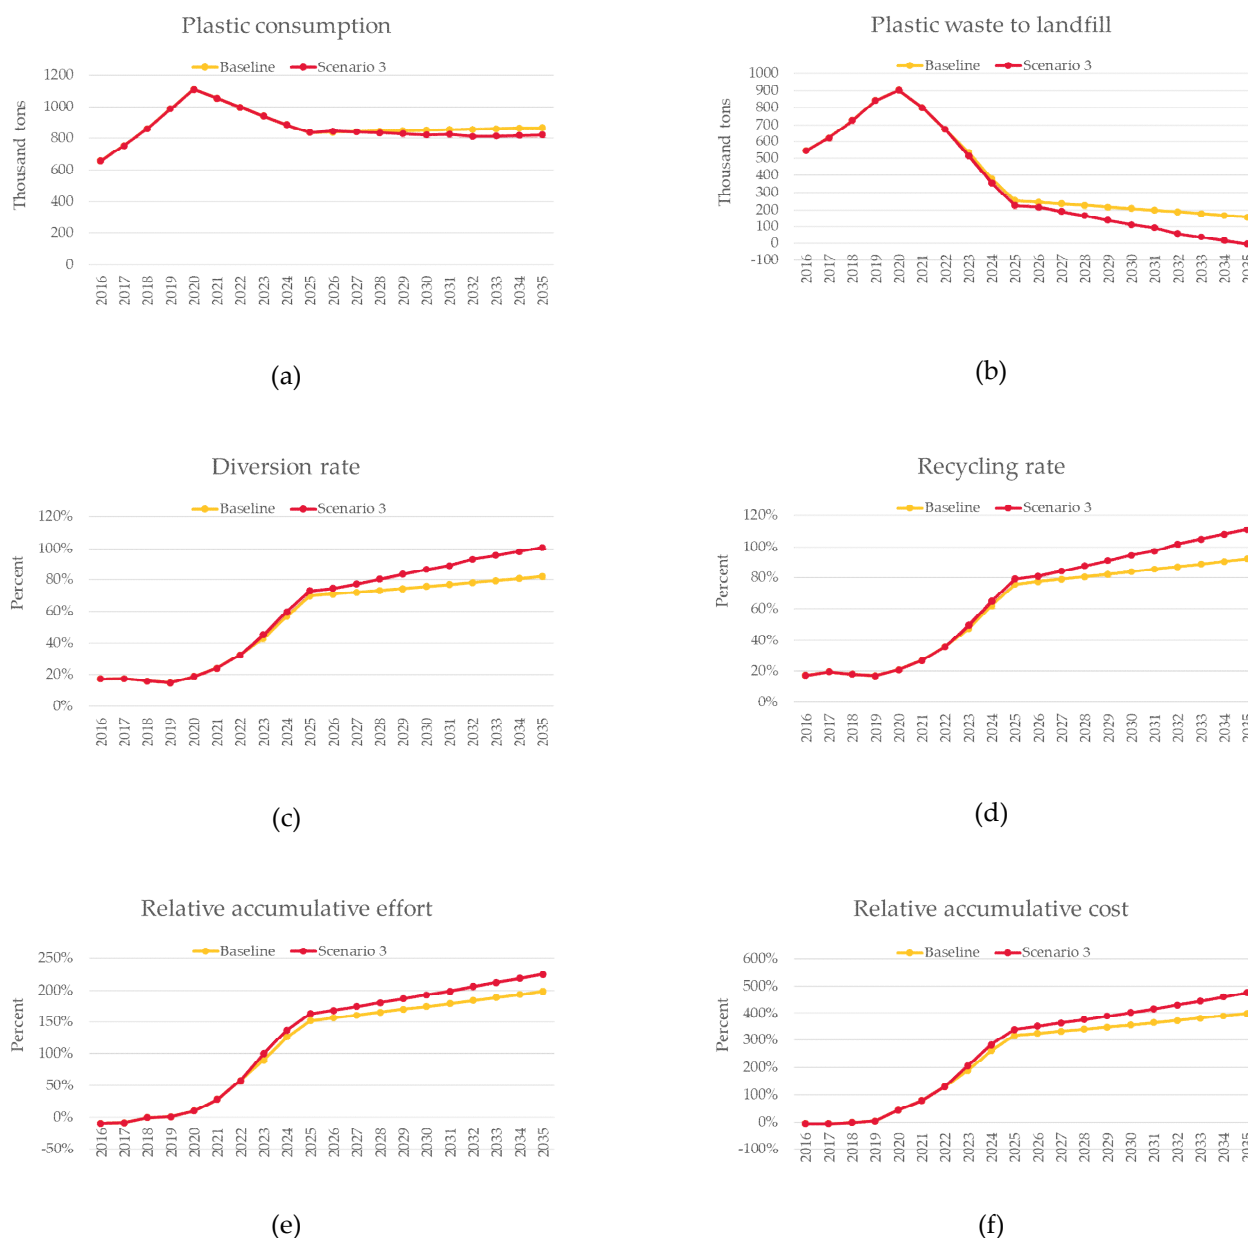 Plastic consumption
Baseline Scenario 3
Thousand tons
1200
1000
800
600
400
200
0
2016 2017 2018 2019 2020 2021 2022 2023 2024 2025 2026 2027 2028 2029 2030 2031 2032 2033 2034 2035
(a)
Plastic waste to landfill
Baseline Scenario 3
Thousand tons
1000
900
800
700
600
500
400
300
200
100
0
-100
2016 2017 2018 2019 2020 2021 2022 2023 2024 2025 2026 2027 2028 2029 2030 2031 2032 2033 2034 2035
(b)
Diversion rate
Baseline Scenario 3
Percent
120%
100%
80%
60%
40%
20%
0%
2016 2017 2018 2019 2020 2021 2022 2023 2024 2025 2026 2027 2028 2029 2030 2031 2032 2033 2034 2035
(c)
Recycling rate
Baseline Scenario 3
Percent
120%
100%
80%
60%
40%
20%
0%
2016 2017 2018 2019 2020 2021 2022 2023 2024 2025 2026 2027 2028 2029 2030 2031 2032 2033 2034 2035
(d)
Relative accumulative effort
Baseline Scenario 3
Percent
250%
200%
150%
100%
50%
0%
-50%
2016 2017 2018 2019 2020 2021 2022 2023 2024 2025 2026 2027 2028 2029 2030 2031 2032 2033 2034 2035
(e)
Relative accumulative cost
Baseline Scenario 3
Percent
600%
500%
400%
300%
200%
100%
0%
-100%
2016 2017 2018 2019 2020 2021 2022 2023 2024 2025 2026 2027 2028 2029 2030 2031 2032 2033 2034 2035
(f)